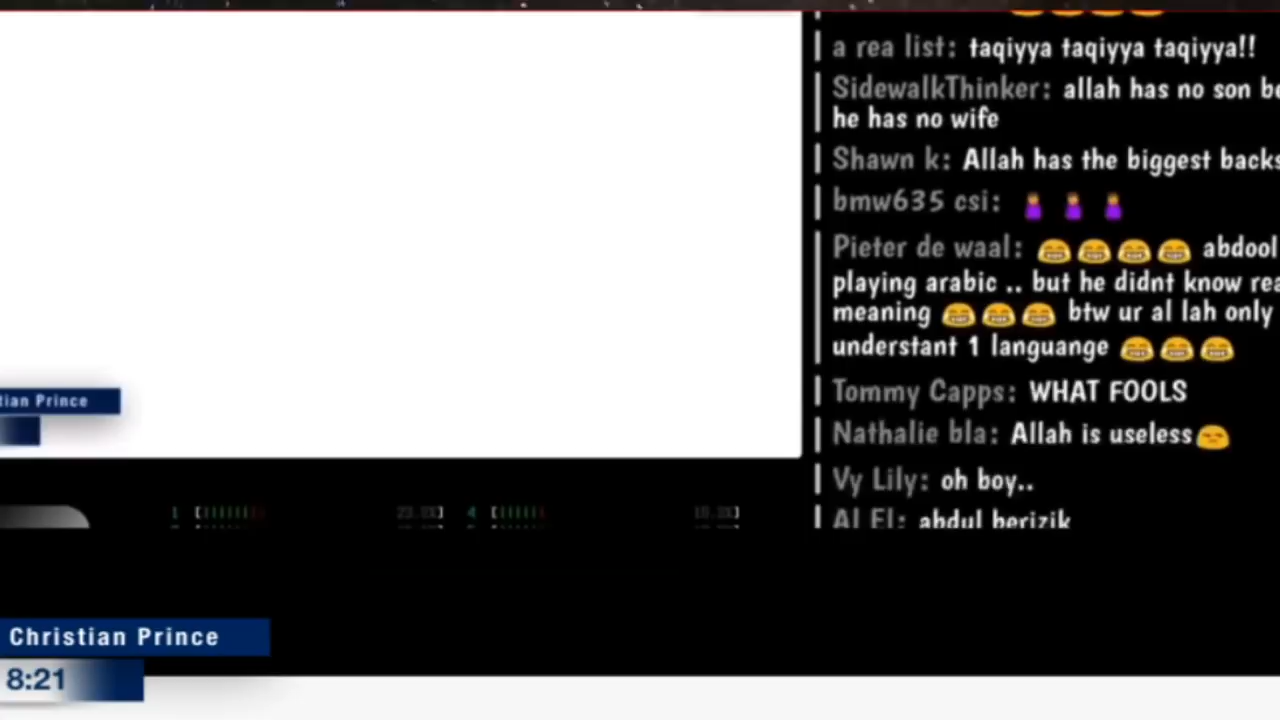 a rea list: taqiyya taqiyya taqiyya!!
SidewalkThinker: allah has no son
he has no wife
Shawn k: Allah has the biggest
bmw635 csi:
Pieter de waal: 😂😂😂😂 abdool
playing arabic .. but he didnt know
meaning 😂😂😂 btw ur al lah only
understant 1 languange 😂😂😂
Tommy Capps: WHAT FOOLS
Christian Prince
Nathalie bla: Allah is useless😒
Vy Lily: oh boy..
1
4
Al El: abdul berizik
Christian Prince
8:21